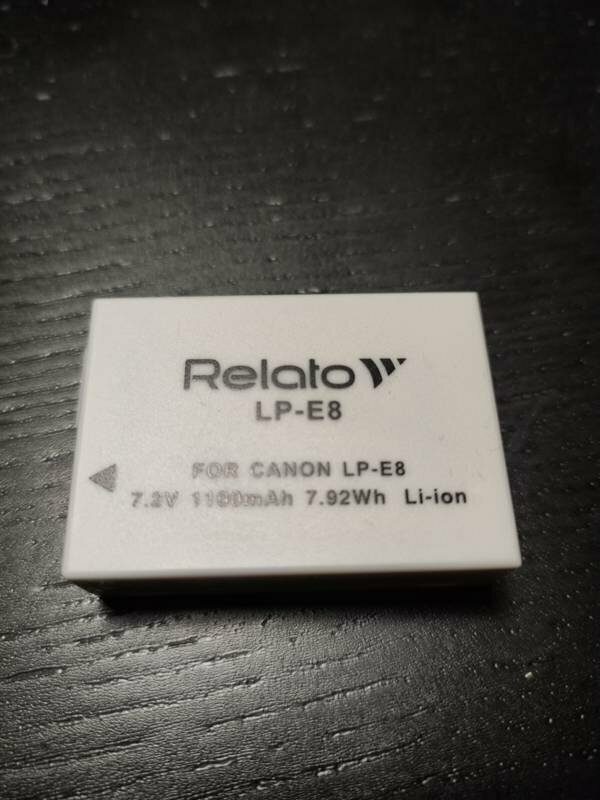 Relato
LP-E8
FOR CANON LP-E8
7.2V 1100mAh 7.92Wh Li-ion